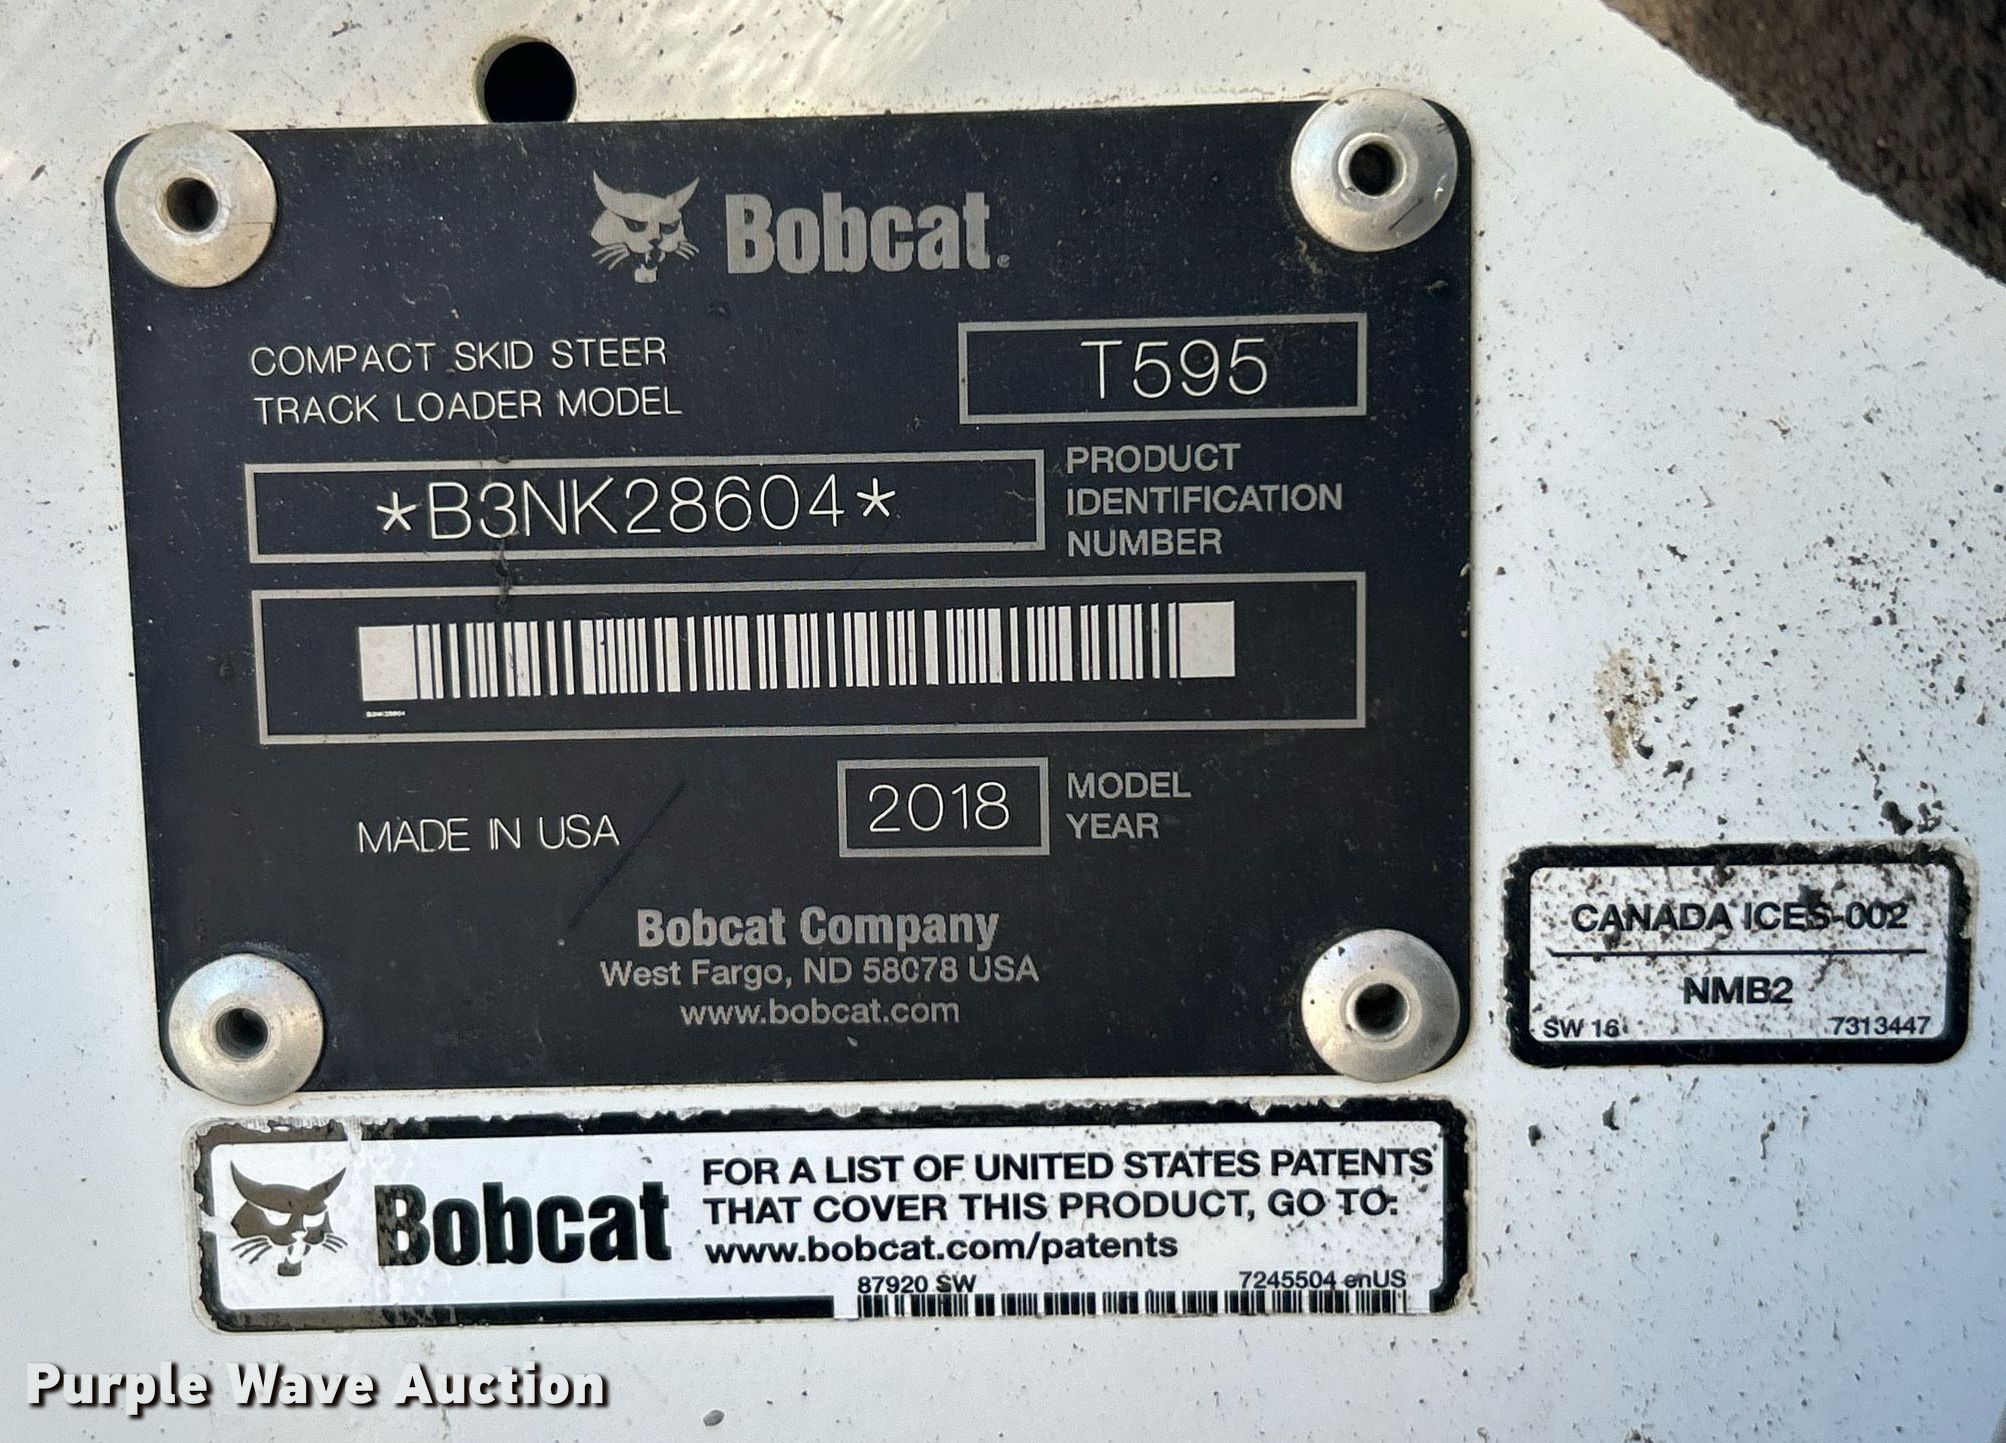 Bobcat®
COMPACT SKID STEER
TRACK LOADER MODEL
T595
*B3NK28604*
PRODUCT
IDENTIFICATION
NUMBER
B3NK28604
MADE IN USA
2018
MODEL
YEAR
Bobcat Company
West Fargo, ND 58078 USA
www.bobcat.com
CANADA ICES-002
NMB2
SW 16 7313447
Bobcat
FOR A LIST OF UNITED STATES PATENTS
THAT COVER THIS PRODUCT, GO TO:
www.bobcat.com/patents
87920 SW 7245504 enUS
Purple Wave Auction